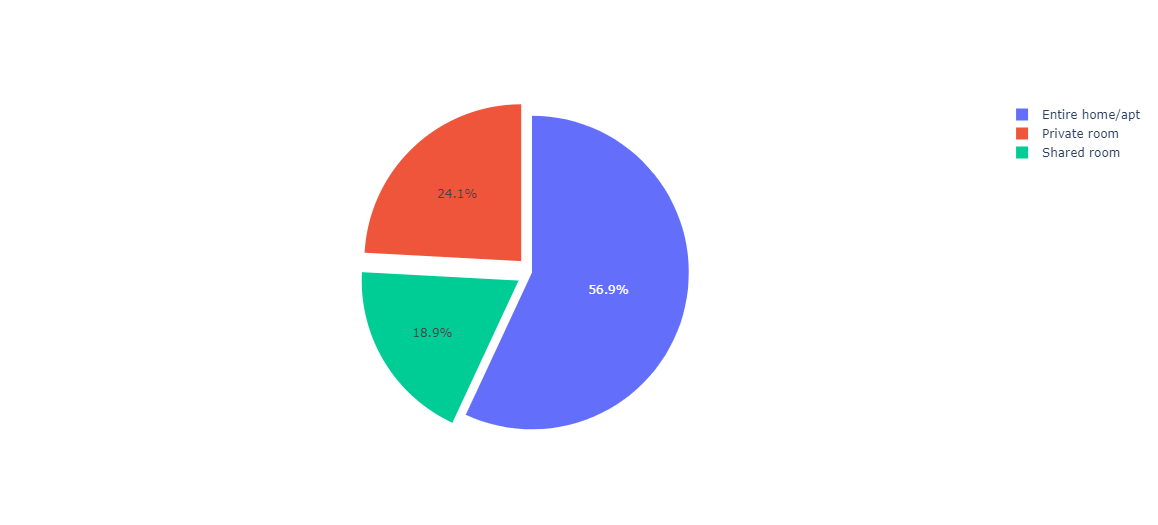 Entire home/apt
Private room
Shared room
24.1%
56.9%
18.9%